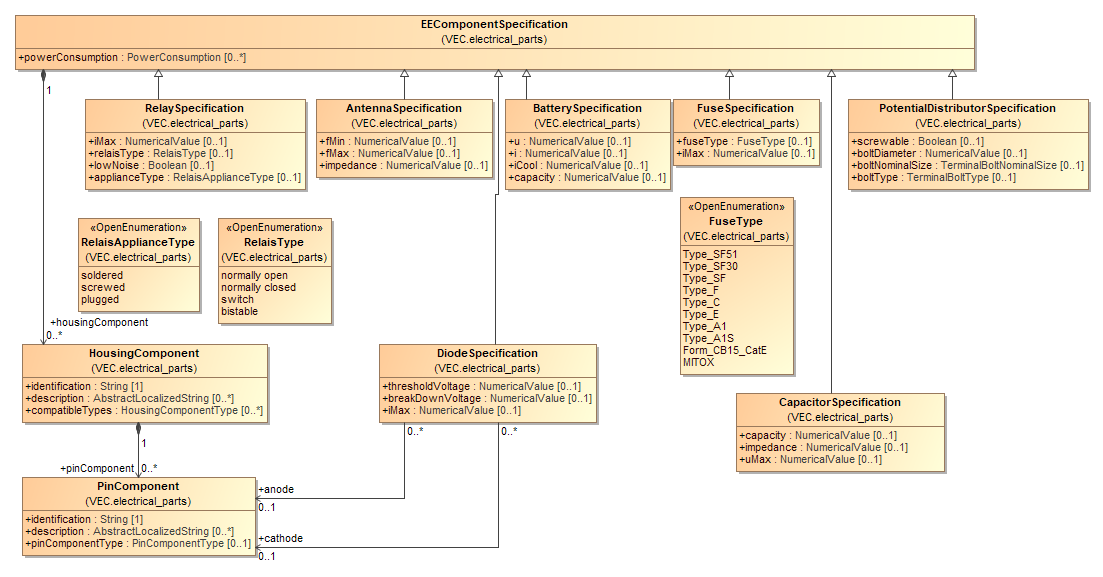 EEComponentSpecification
(VEC.electrical_parts)
+powerConsumption : PowerConsumption [0..*]
1
RelaySpecification
(VEC.electrical_parts)
+iMax : NumericalValue [0..1]
+relaisType : RelaisType [0..1]
+lowNoise : Boolean [0..1]
+applianceType : RelaisApplianceType [0..1]
AntennaSpecification
(VEC.electrical_parts)
+fMin : NumericalValue [0..1]
+fMax : NumericalValue [0..1]
+impedance : NumericalValue [0..1]
BatterySpecification
(VEC.electrical_parts)
+u : NumericalValue [0..1]
+i : NumericalValue [0..1]
+iCool : NumericalValue [0..1]
+capacity : NumericalValue [0..1]
FuseSpecification
(VEC.electrical_parts)
+fuseType : FuseType [0..1]
+iMax : NumericalValue [0..1]
PotentialDistributorSpecification
(VEC.electrical_parts)
+screwable : Boolean [0..1]
+boltDiameter : NumericalValue [0..1]
+boltNominalSize : TerminalBoltNominalSize [0..1]
+boltType : TerminalBoltType [0..1]
«OpenEnumeration»
RelaisApplianceType
(VEC.electrical_parts)
soldered
screwed
plugged
«OpenEnumeration»
RelaisType
(VEC.electrical_parts)
normally open
normally closed
switch
bistable
«OpenEnumeration»
FuseType
(VEC.electrical_parts)
Type_SF51
Type_SF30
Type_SF
Type_F
Type_C
Type_E
Type_A1
Type_A1S
Form_CB15_CatE
MITOX
+housingComponent
0..*
HousingComponent
(VEC.electrical_parts)
+identification : String [1]
+description : AbstractLocalizedString [0..*]
+compatibleTypes : HousingComponentType [0..*]
DiodeSpecification
(VEC.electrical_parts)
+thresholdVoltage : NumericalValue [0..1]
+breakDownVoltage : NumericalValue [0..1]
+iMax : NumericalValue [0..1]
CapacitorSpecification
(VEC.electrical_parts)
+capacity : NumericalValue [0..1]
+impedance : NumericalValue [0..1]
+uMax : NumericalValue [0..1]
0..*
0..*
1
+pinComponent
0..*
PinComponent
(VEC.electrical_parts)
+identification : String [1]
+description : AbstractLocalizedString [0..*]
+pinComponentType : PinComponentType [0..1]
+anode
0..1
+cathode
0..1